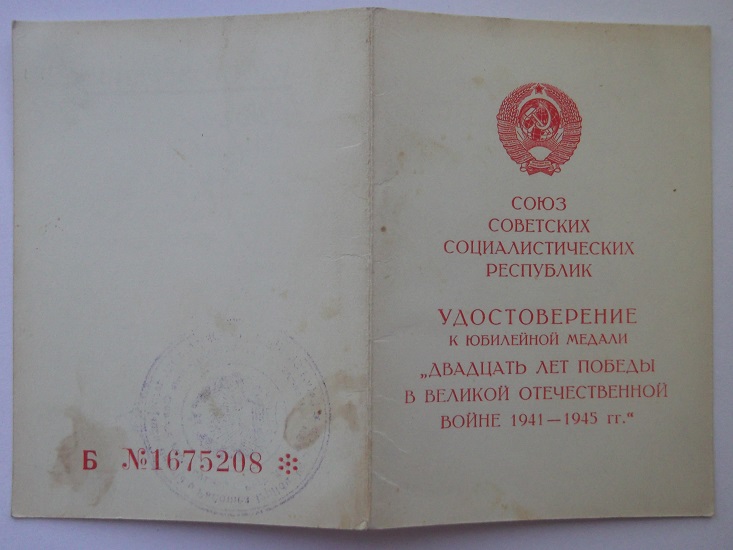 СОЮЗ
СОВЕТСКИХ
СОЦИАЛИСТИЧЕСКИХ
РЕСПУБЛИК
УДОСТОВЕРЕНИЕ
К ЮБИЛЕЙНОЙ МЕДАЛИ
„ДВАДЦАТЬ ЛЕТ ПОБЕДЫ
В ВЕЛИКОЙ ОТЕЧЕСТВЕННОЙ
ВОЙНЕ 1941—1945 гг.“
Б №1675208